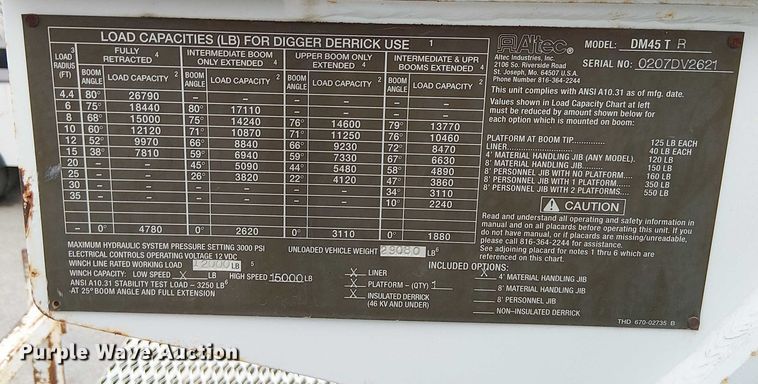 LOAD CAPACITIES (LB) FOR DIGGER DERRICK USE 1
LOAD RADIUS (FT) 3 FULLY RETRACTED 4 INTERMEDIATE BOOM ONLY EXTENDED 4 UPPER BOOM ONLY EXTENDED 4 INTERMEDIATE & UPR BOOMS EXTENDED 4
BOOM ANGLE LOAD CAPACITY 2 BOOM ANGLE LOAD CAPACITY 2 BOOM ANGLE LOAD CAPACITY 2 BOOM ANGLE LOAD CAPACITY 2
4.4 80° 26790 – – – – – –
6 75° 18440 80° 17110 – – – –
8 68° 15000 75° 14240 76° 14600 79° 13770
10 60° 12120 71° 10870 71° 11250 76° 10460
12 52° 9970 66° 8840 66° 9230 72° 8470
15 38° 7810 59° 6940 59° 7330 67° 6630
20 – – 45° 5090 44° 5480 58° 4890
25 – – 26° 3820 22° 4120 47° 3860
30 – – – – – – 34° 3110
35 – – – – – – 10° 2240
– 0° 4780 0° 2620 0° 3110 0° 1880
MAXIMUM HYDRAULIC SYSTEM PRESSURE SETTING 3000 PSI
ELECTRICAL CONTROLS OPERATING VOLTAGE 12 VDC
WINCH LINE RATED WORKING LOAD LB 5
WINCH CAPACITY: LOW SPEED X LB HIGH SPEED 15000 LB
ANSI A10.31 STABILITY TEST LOAD – 3250 LB 6
AT 25° BOOM ANGLE AND FULL EXTENSION
UNLOADED VEHICLE WEIGHT 29080 LB 6
INCLUDED OPTIONS:
X LINER
X PLATFORM – (QTY) 1
X INSULATED DERRICK
(46 KV AND UNDER)
X 4' MATERIAL HANDLING JIB
8' MATERIAL HANDLING JIB
8' PERSONNEL JIB
NON-INSULATED DERRICK
Altec
Altec Industries, Inc.
2106 So. Riverside Road
St. Joseph, Mo. 64507 U.S.A.
Phone Number 816-364-2244
MODEL: DM45 T R
SERIAL NO: 0207DV2621
This unit complies with ANSI A10.31 as of mfg. date.
Values shown in Load Capacity Chart at left
must be reduced by amount shown below for
each option which is mounted on boom:
PLATFORM AT BOOM TIP 125 LB EACH
LINER 40 LB EACH
4' MATERIAL HANDLING JIB (ANY MODEL). 120 LB
8' MATERIAL HANDLING JIB 150 LB
8' PERSONNEL JIB WITH NO PLATFORM 160 LB
8' PERSONNEL JIB WITH 1 PLATFORM 350 LB
8' PERSONNEL JIB WITH 2 PLATFORMS 550 LB
CAUTION
Read and understand all operating and safety information in
manual and on all placards before operating this unit. If you
do not have manual, or if placards are missing/unreadable,
please call 816-364-2244 for assistance.
See adjoining placard for notes 1 thru 6 which are
referenced on this chart.
THD 670-02735 B
Purple Wave Auction